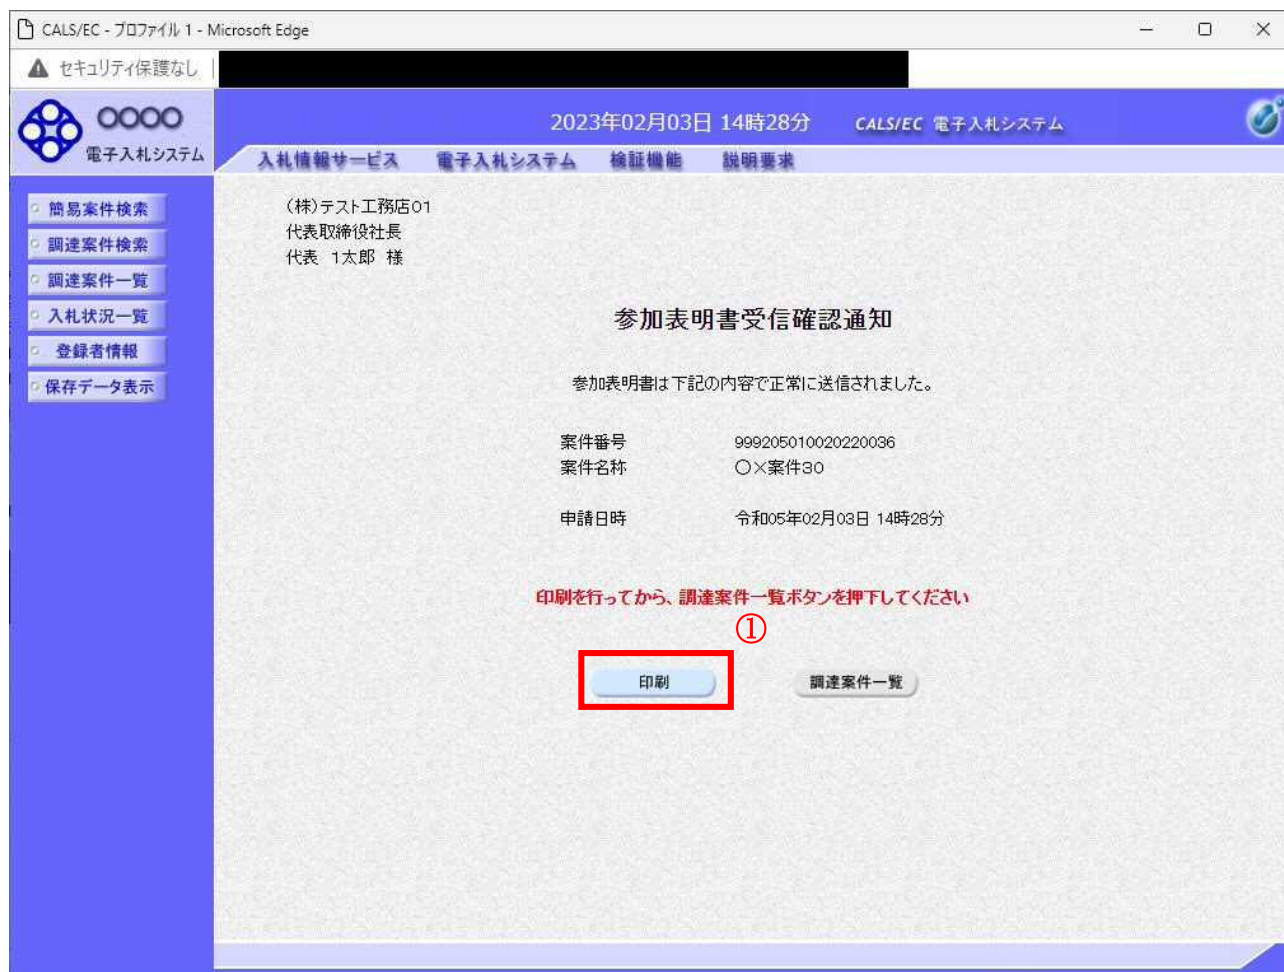 CALS/EC - プロファイル 1 - Microsoft Edge
セキュリティ保護なし
〇〇〇〇
電子入札システム
2023年02月03日 14時28分 CALS/EC 電子入札システム
入札情報サービス 電子入札システム 検証機能 説明要求
簡易案件検索
調達案件検索
調達案件一覧
入札状況一覧
登録者情報
保存データ表示
(株)テスト工務店01
代表取締役社長
代表 1太郎 様
参加表明書受信確認通知
参加表明書は下記の内容で正常に送信されました。
案件番号 999205010020220036
案件名称 〇×案件30
申請日時 令和05年02月03日 14時28分
印刷を行ってから、調達案件一覧ボタンを押下してください
①
印刷 調達案件一覧